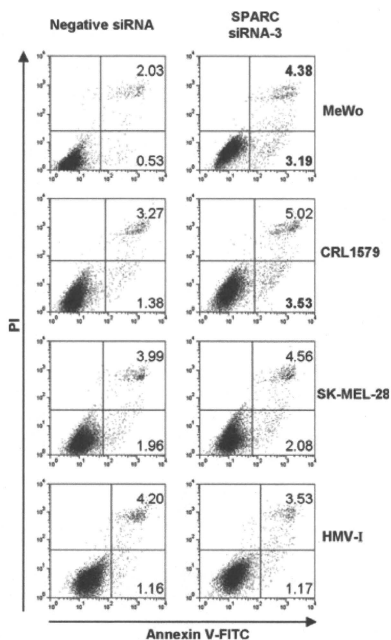 Negative siRNA
SPARC
siRNA-3
2.03
0.53
4.38
3.19
MeWo
3.27
1.38
5.02
3.53
CRL1579
3.99
1.96
4.56
2.08
SK-MEL-28
4.20
1.16
3.53
1.17
HMV-I
PI
Annexin V-FITC